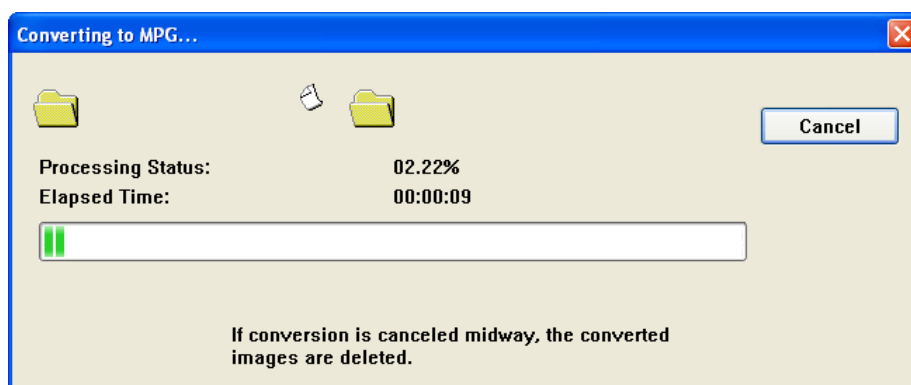 Converting to MPG...
Cancel
Processing Status: 02.22%
Elapsed Time: 00:00:09
If conversion is canceled midway, the converted
images are deleted.